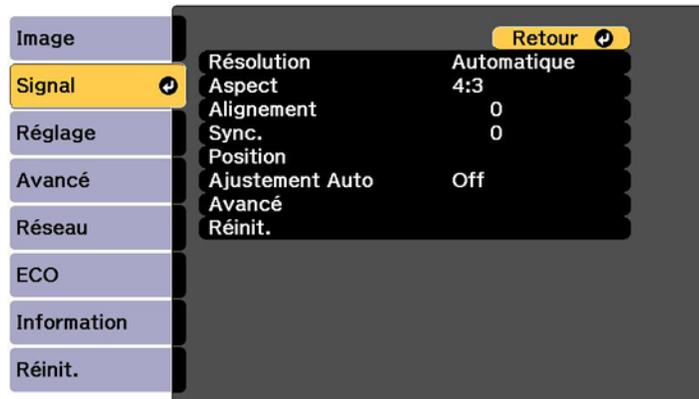 Image
Signal
Réglage
Avancé
Réseau
ECO
Information
Réinit.
Retour
Résolution Automatique
Aspect 4:3
Alignement 0
Sync. 0
Position
Ajustement Auto Off
Avancé
Réinit.